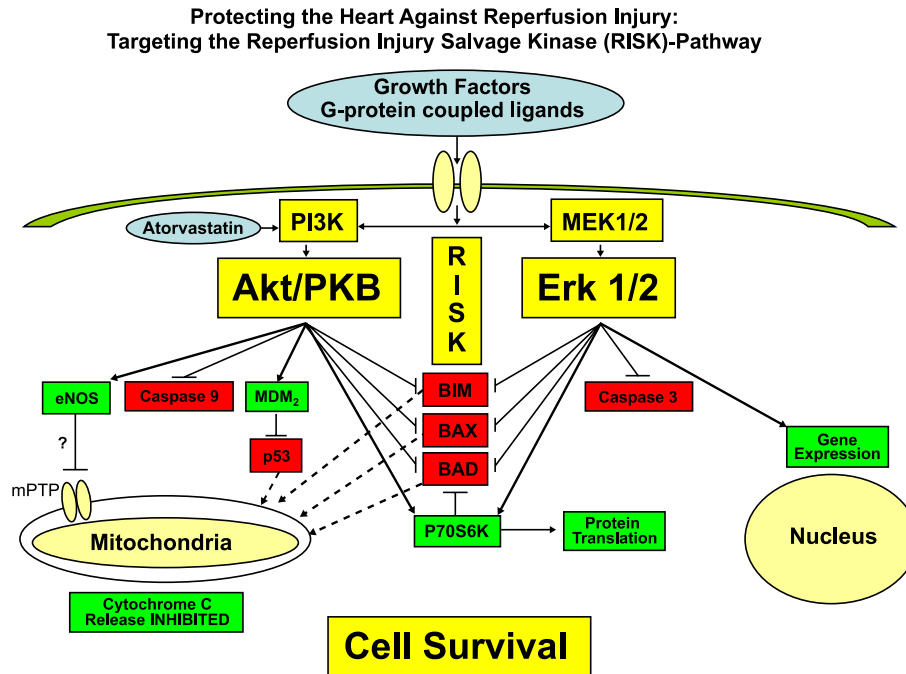 Protecting the Heart Against Reperfusion Injury:
Targeting the Reperfusion Injury Salvage Kinase (RISK)-Pathway
Growth Factors
G-protein coupled ligands
Atorvastatin
PI3K
MEK1/2
Akt/PKB
R
I
S
K
Erk 1/2
eNOS
Caspase 9
MDM2
BIM
Caspase 3
?
p53
BAX
BAD
Gene
Expression
mPTP
Mitochondria
P70S6K
Protein
Translation
Nucleus
Cytochrome C
Release INHIBITED
Cell Survival